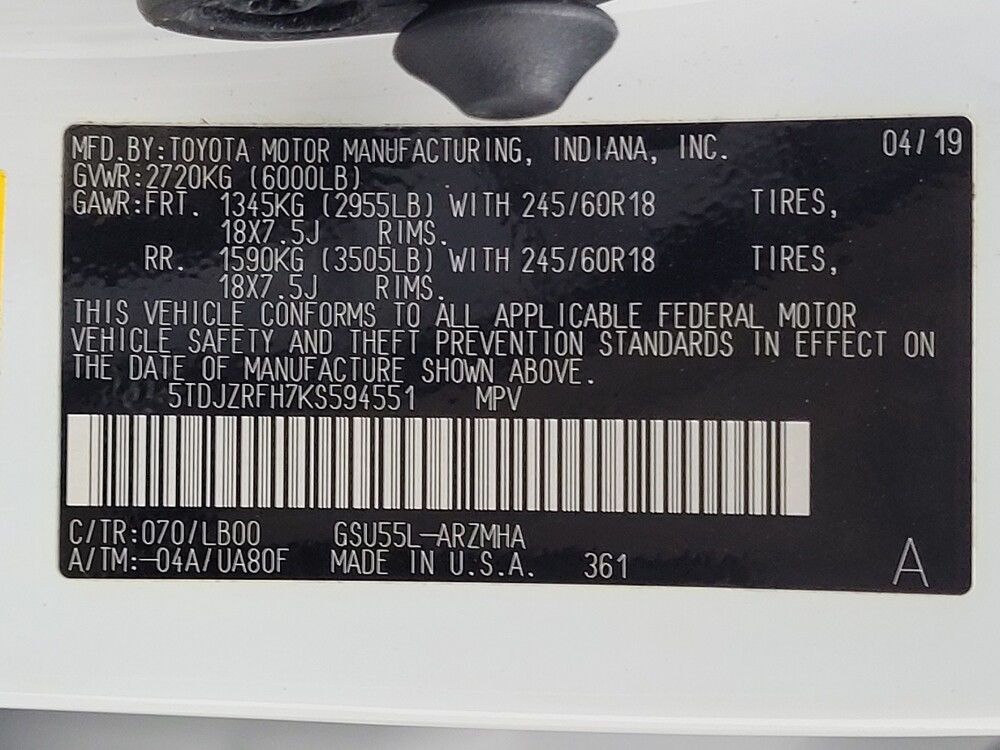 MFD.BY:TOYOTA MOTOR MANUFACTURING, INDIANA, INC. 04/19
GVWR:2720KG (6000LB)
GAWR:FRT. 1345KG (2955LB) WITH 245/60R18 TIRES,
18X7.5J RIMS.
RR. 1590KG (3505LB) WITH 245/60R18 TIRES,
18X7.5J RIMS.
THIS VEHICLE CONFORMS TO ALL APPLICABLE FEDERAL MOTOR
VEHICLE SAFETY AND THEFT PREVENTION STANDARDS IN EFFECT ON
THE DATE OF MANUFACTURE SHOWN ABOVE.
5TDJZRFH7KS594551 MPV
C/TR:070/LB00 GSU55L-ARZMHA
A/TM:-04A/UA80F MADE IN U.S.A. 361 A